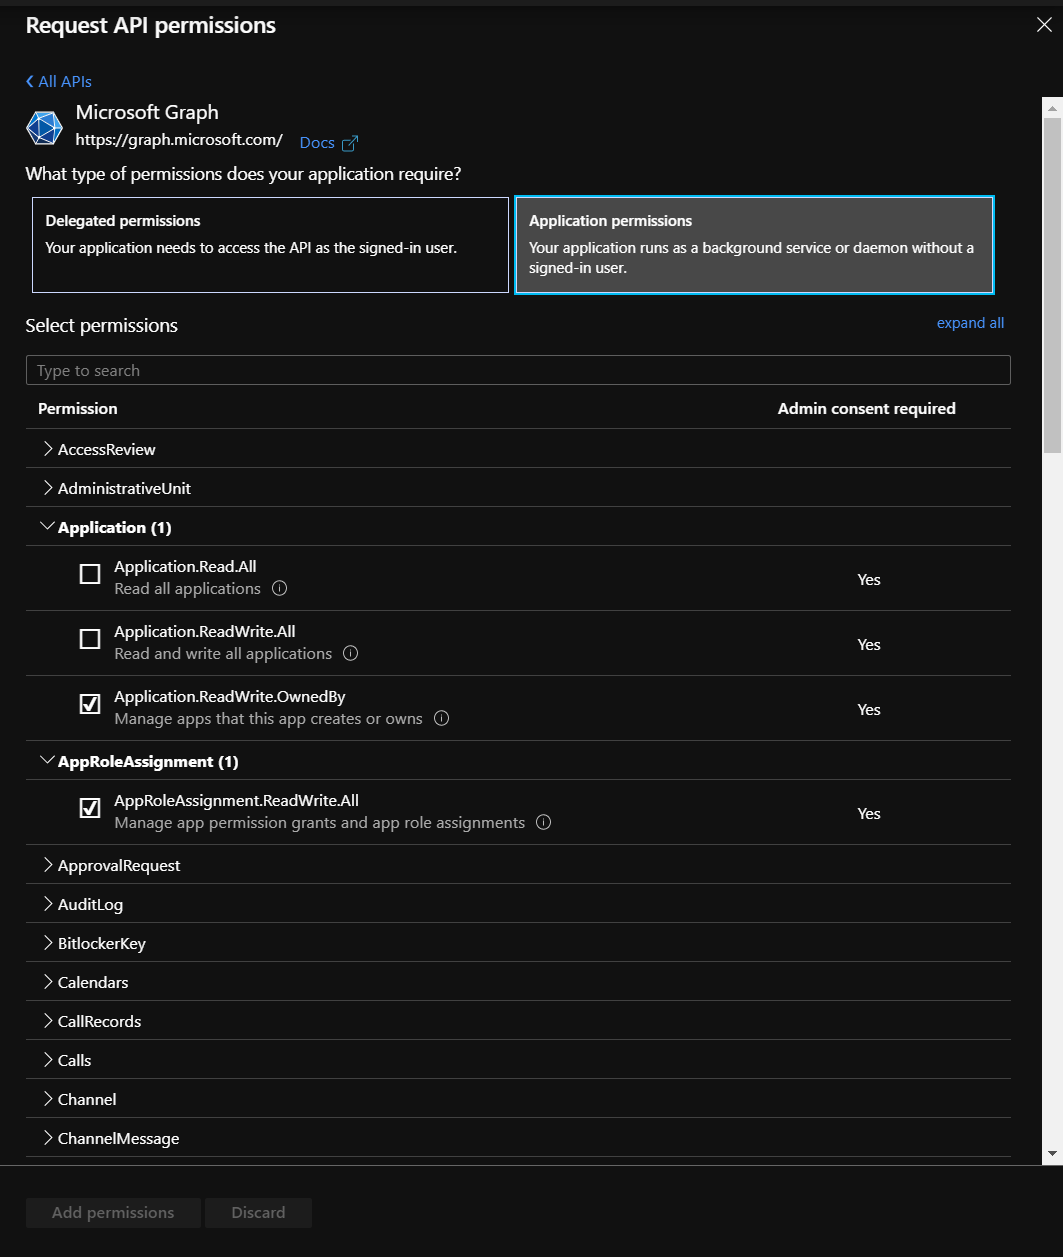 Request API permissions
All APIs
Microsoft Graph
https://graph.microsoft.com/ Docs
What type of permissions does your application require?
Delegated permissions
Your application needs to access the API as the signed-in user.
Application permissions
Your application runs as a background service or daemon without a
signed-in user.
Select permissions
expand all
Type to search
Permission Admin consent required
AccessReview
AdministrativeUnit
Application (1)
Application.Read.All
Read all applications
Yes
Application.ReadWrite.All
Read and write all applications
Yes
Application.ReadWrite.OwnedBy
Manage apps that this app creates or owns
Yes
AppRoleAssignment (1)
AppRoleAssignment.ReadWrite.All
Manage app permission grants and app role assignments
Yes
ApprovalRequest
AuditLog
BitlockerKey
Calendars
CallRecords
Calls
Channel
ChannelMessage
Add permissions Discard